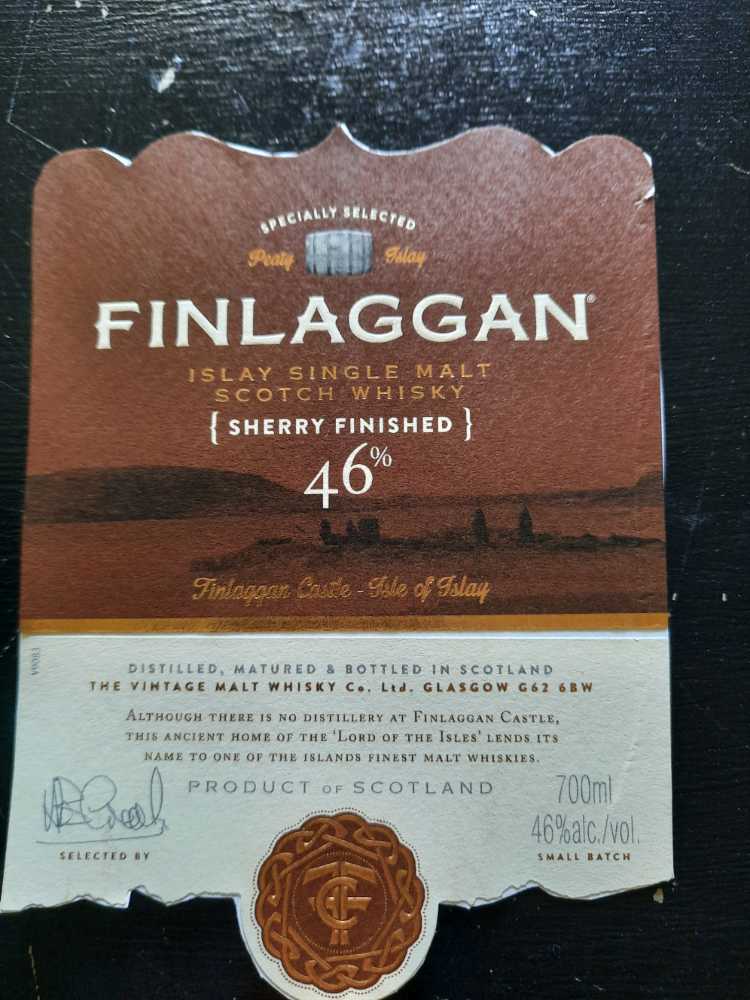 SPECIALLY SELECTED
Peaty Islay
FINLAGGAN®
ISLAY SINGLE MALT
SCOTCH WHISKY
{ SHERRY FINISHED }
46%
Finlaggan Castle - Isle of Islay
DISTILLED, MATURED & BOTTLED IN SCOTLAND
THE VINTAGE MALT WHISKY Co. Ltd. GLASGOW G62 6BW
ALTHOUGH THERE IS NO DISTILLERY AT FINLAGGAN CASTLE,
THIS ANCIENT HOME OF THE 'LORD OF THE ISLES' LENDS ITS
NAME TO ONE OF THE ISLANDS FINEST MALT WHISKIES.
PRODUCT OF SCOTLAND
700ml
46%alc./vol.
SELECTED BY
SMALL BATCH